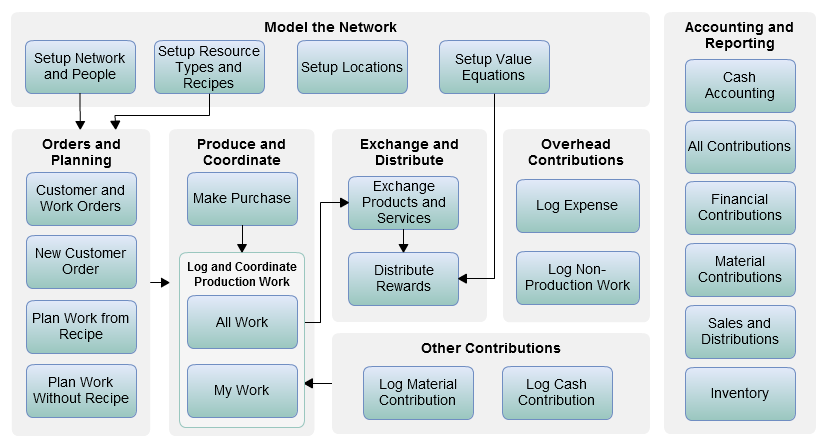 Model the Network
Setup Network
and People
Setup Resource
Types and
Recipes
Setup Locations
Setup Value
Equations
Orders and
Planning
Customer and
Work Orders
New Customer
Order
Plan Work from
Recipe
Plan Work
Without Recipe
Produce and
Coordinate
Make Purchase
Log and Coordinate
Production Work
All Work
My Work
Exchange and
Distribute
Exchange
Products and
Services
Distribute
Rewards
Overhead
Contributions
Log Expense
Log Non-
Production Work
Other Contributions
Log Material
Contribution
Log Cash
Contribution
Accounting and
Reporting
Cash
Accounting
All Contributions
Financial
Contributions
Material
Contributions
Sales and
Distributions
Inventory